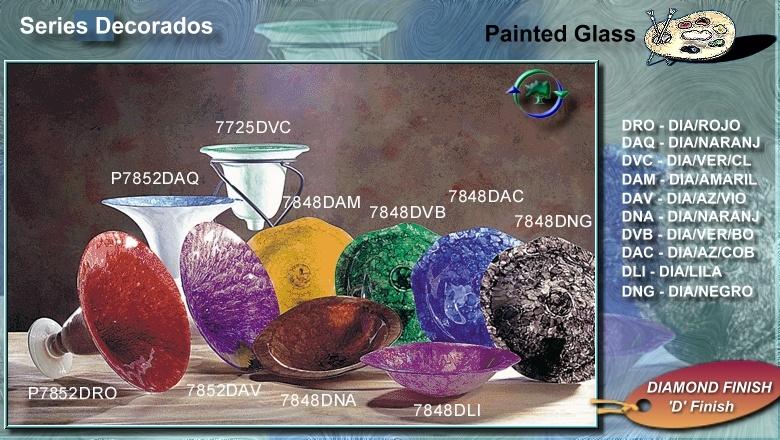 Series Decorados
Painted Glass
7725DVC
P7852DAQ
7848DAM
7848DVB
7848DAC
7848DNG
P7852DRO
7852DAV
7848DNA
7848DLI
DRO - DIA/ROJO
DAQ - DIA/NARANJ
DVC - DIA/VER/CL
DAM - DIA/AMARIL
DAV - DIA/AZ/VIO
DNA - DIA/NARANJ
DVB - DIA/VER/BO
DAC - DIA/AZ/COB
DLI - DIA/LILA
DNG - DIA/NEGRO
DIAMOND FINISH
'D' Finish